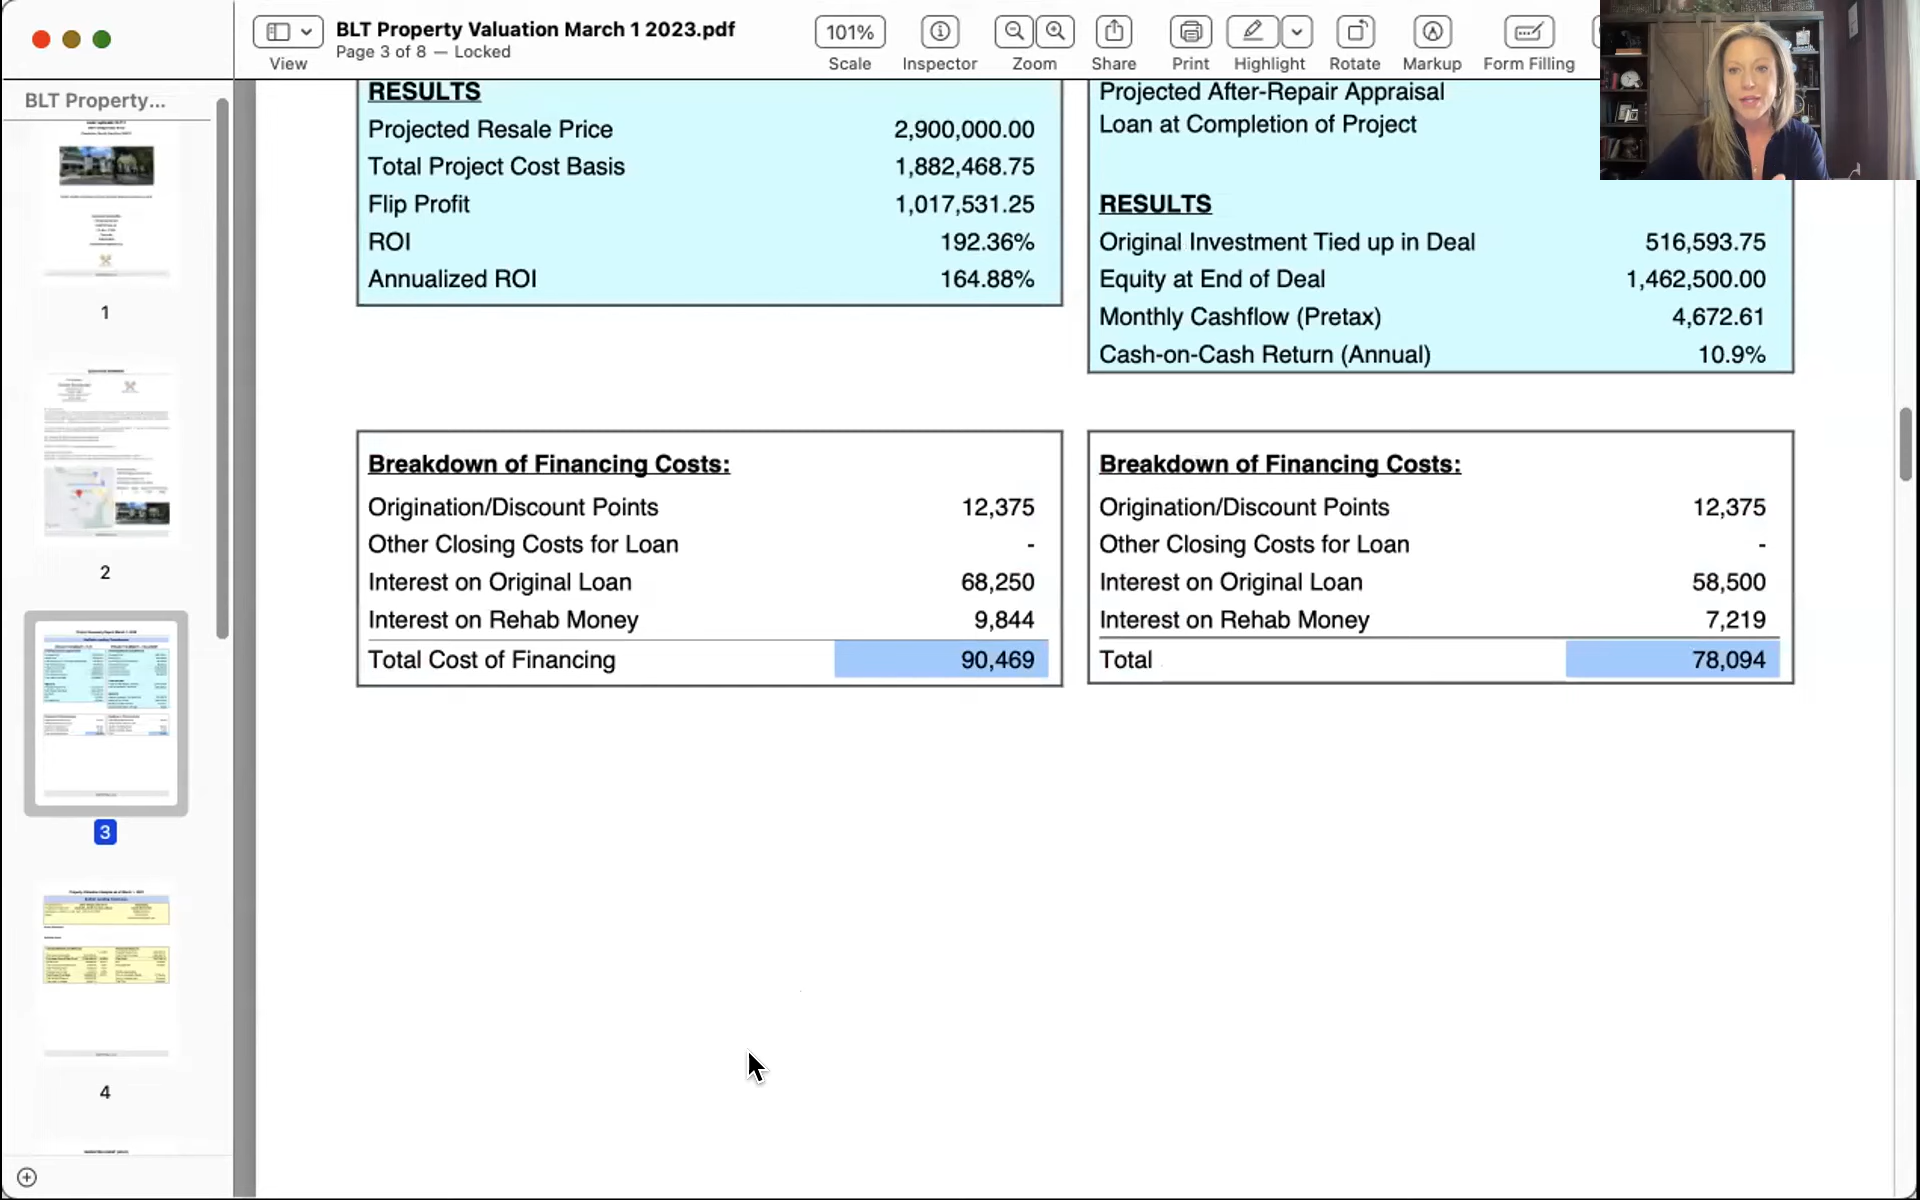 BLT Property Valuation March 1 2023.pdf
Page 3 of 8 — Locked
View
101%
Scale
Inspector
Zoom
Share
Print
Highlight
Rotate
Markup
Form Filling
BLT Property...
1
2
3
4
RESULTS
Projected Resale Price 2,900,000.00
Total Project Cost Basis 1,882,468.75
Flip Profit 1,017,531.25
ROI 192.36%
Annualized ROI 164.88%
Projected After-Repair Appraisal
Loan at Completion of Project
RESULTS
Original Investment Tied up in Deal 516,593.75
Equity at End of Deal 1,462,500.00
Monthly Cashflow (Pretax) 4,672.61
Cash-on-Cash Return (Annual) 10.9%
Breakdown of Financing Costs:
Origination/Discount Points 12,375
Other Closing Costs for Loan -
Interest on Original Loan 68,250
Interest on Rehab Money 9,844
Total Cost of Financing 90,469
Breakdown of Financing Costs:
Origination/Discount Points 12,375
Other Closing Costs for Loan -
Interest on Original Loan 58,500
Interest on Rehab Money 7,219
Total 78,094